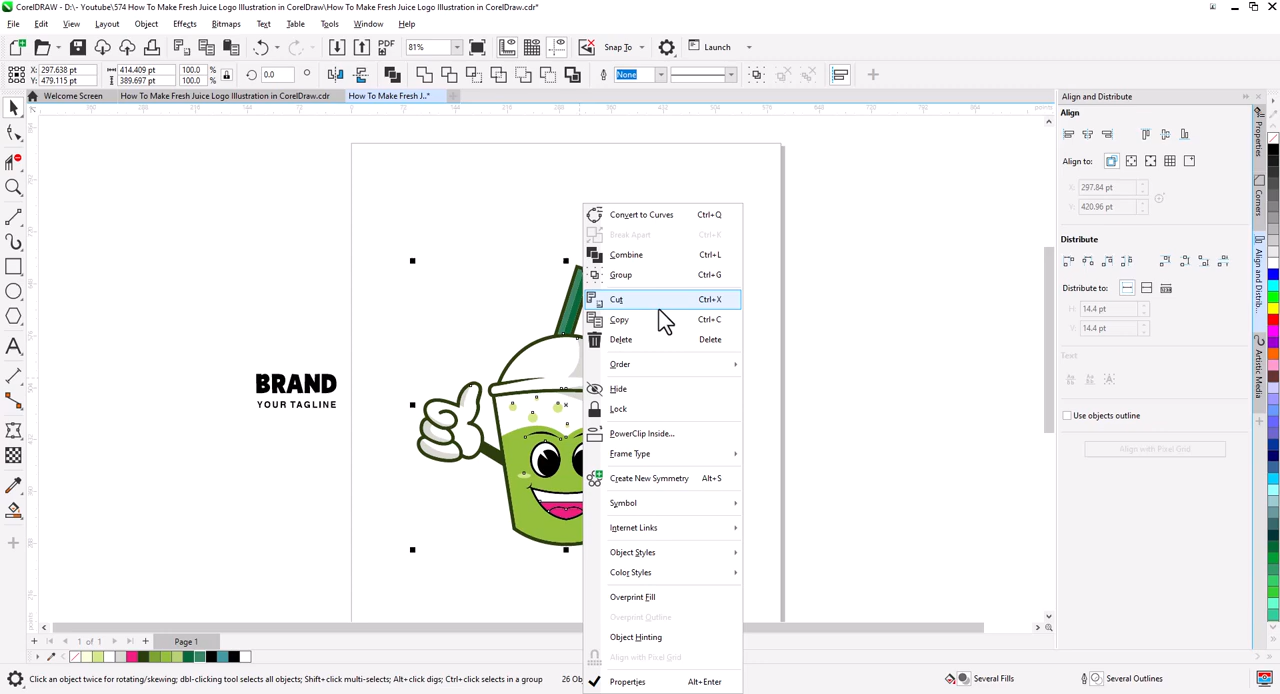 CorelDRAW - D:\- Youtube\574 How To Make Fresh Juice Logo Illustration in CorelDraw\How To Make Fresh Juice Logo Illustration in CorelDraw.cdr*
File Edit View Layout Object Effects Bitmaps Text Table Tools Window Help
PDF 81% Snap To Launch
X: 297.638 pt 414.409 pt 100.0 % 0.0 None
Y: 479.115 pt 389.697 pt 100.0 %
Welcome Screen How To Make Fresh Juice Logo Illustration in CorelDraw.cdr How To Make Fresh J..*
Align and Distribute
Align
Align to:
X: 297.84 pt
Y: 420.96 pt
Distribute
Distribute to:
H: 14.4 pt
V: 14.4 pt
Text
Use objects outline
Align with Pixel Grid
Properties
Corners
Align and Distrib...
Artistic Media
BRAND
YOUR TAGLINE
Convert to Curves Ctrl+Q
Break Apart Ctrl+K
Combine Ctrl+L
Group Ctrl+G
Cut Ctrl+X
Copy Ctrl+C
Delete Delete
Order
Hide
Lock
PowerClip Inside...
Frame Type
Create New Symmetry Alt+S
Symbol
Internet Links
Object Styles
Color Styles
Overprint Fill
Overprint Outline
Object Hinting
Align with Pixel Grid
Properties Alt+Enter
1 of 1 Page 1
Click an object twice for rotating/skewing; dbl-clicking tool selects all objects; Shift+click multi-selects; Alt+click digs; Ctrl+click selects in a group Several Fills Several Outlines